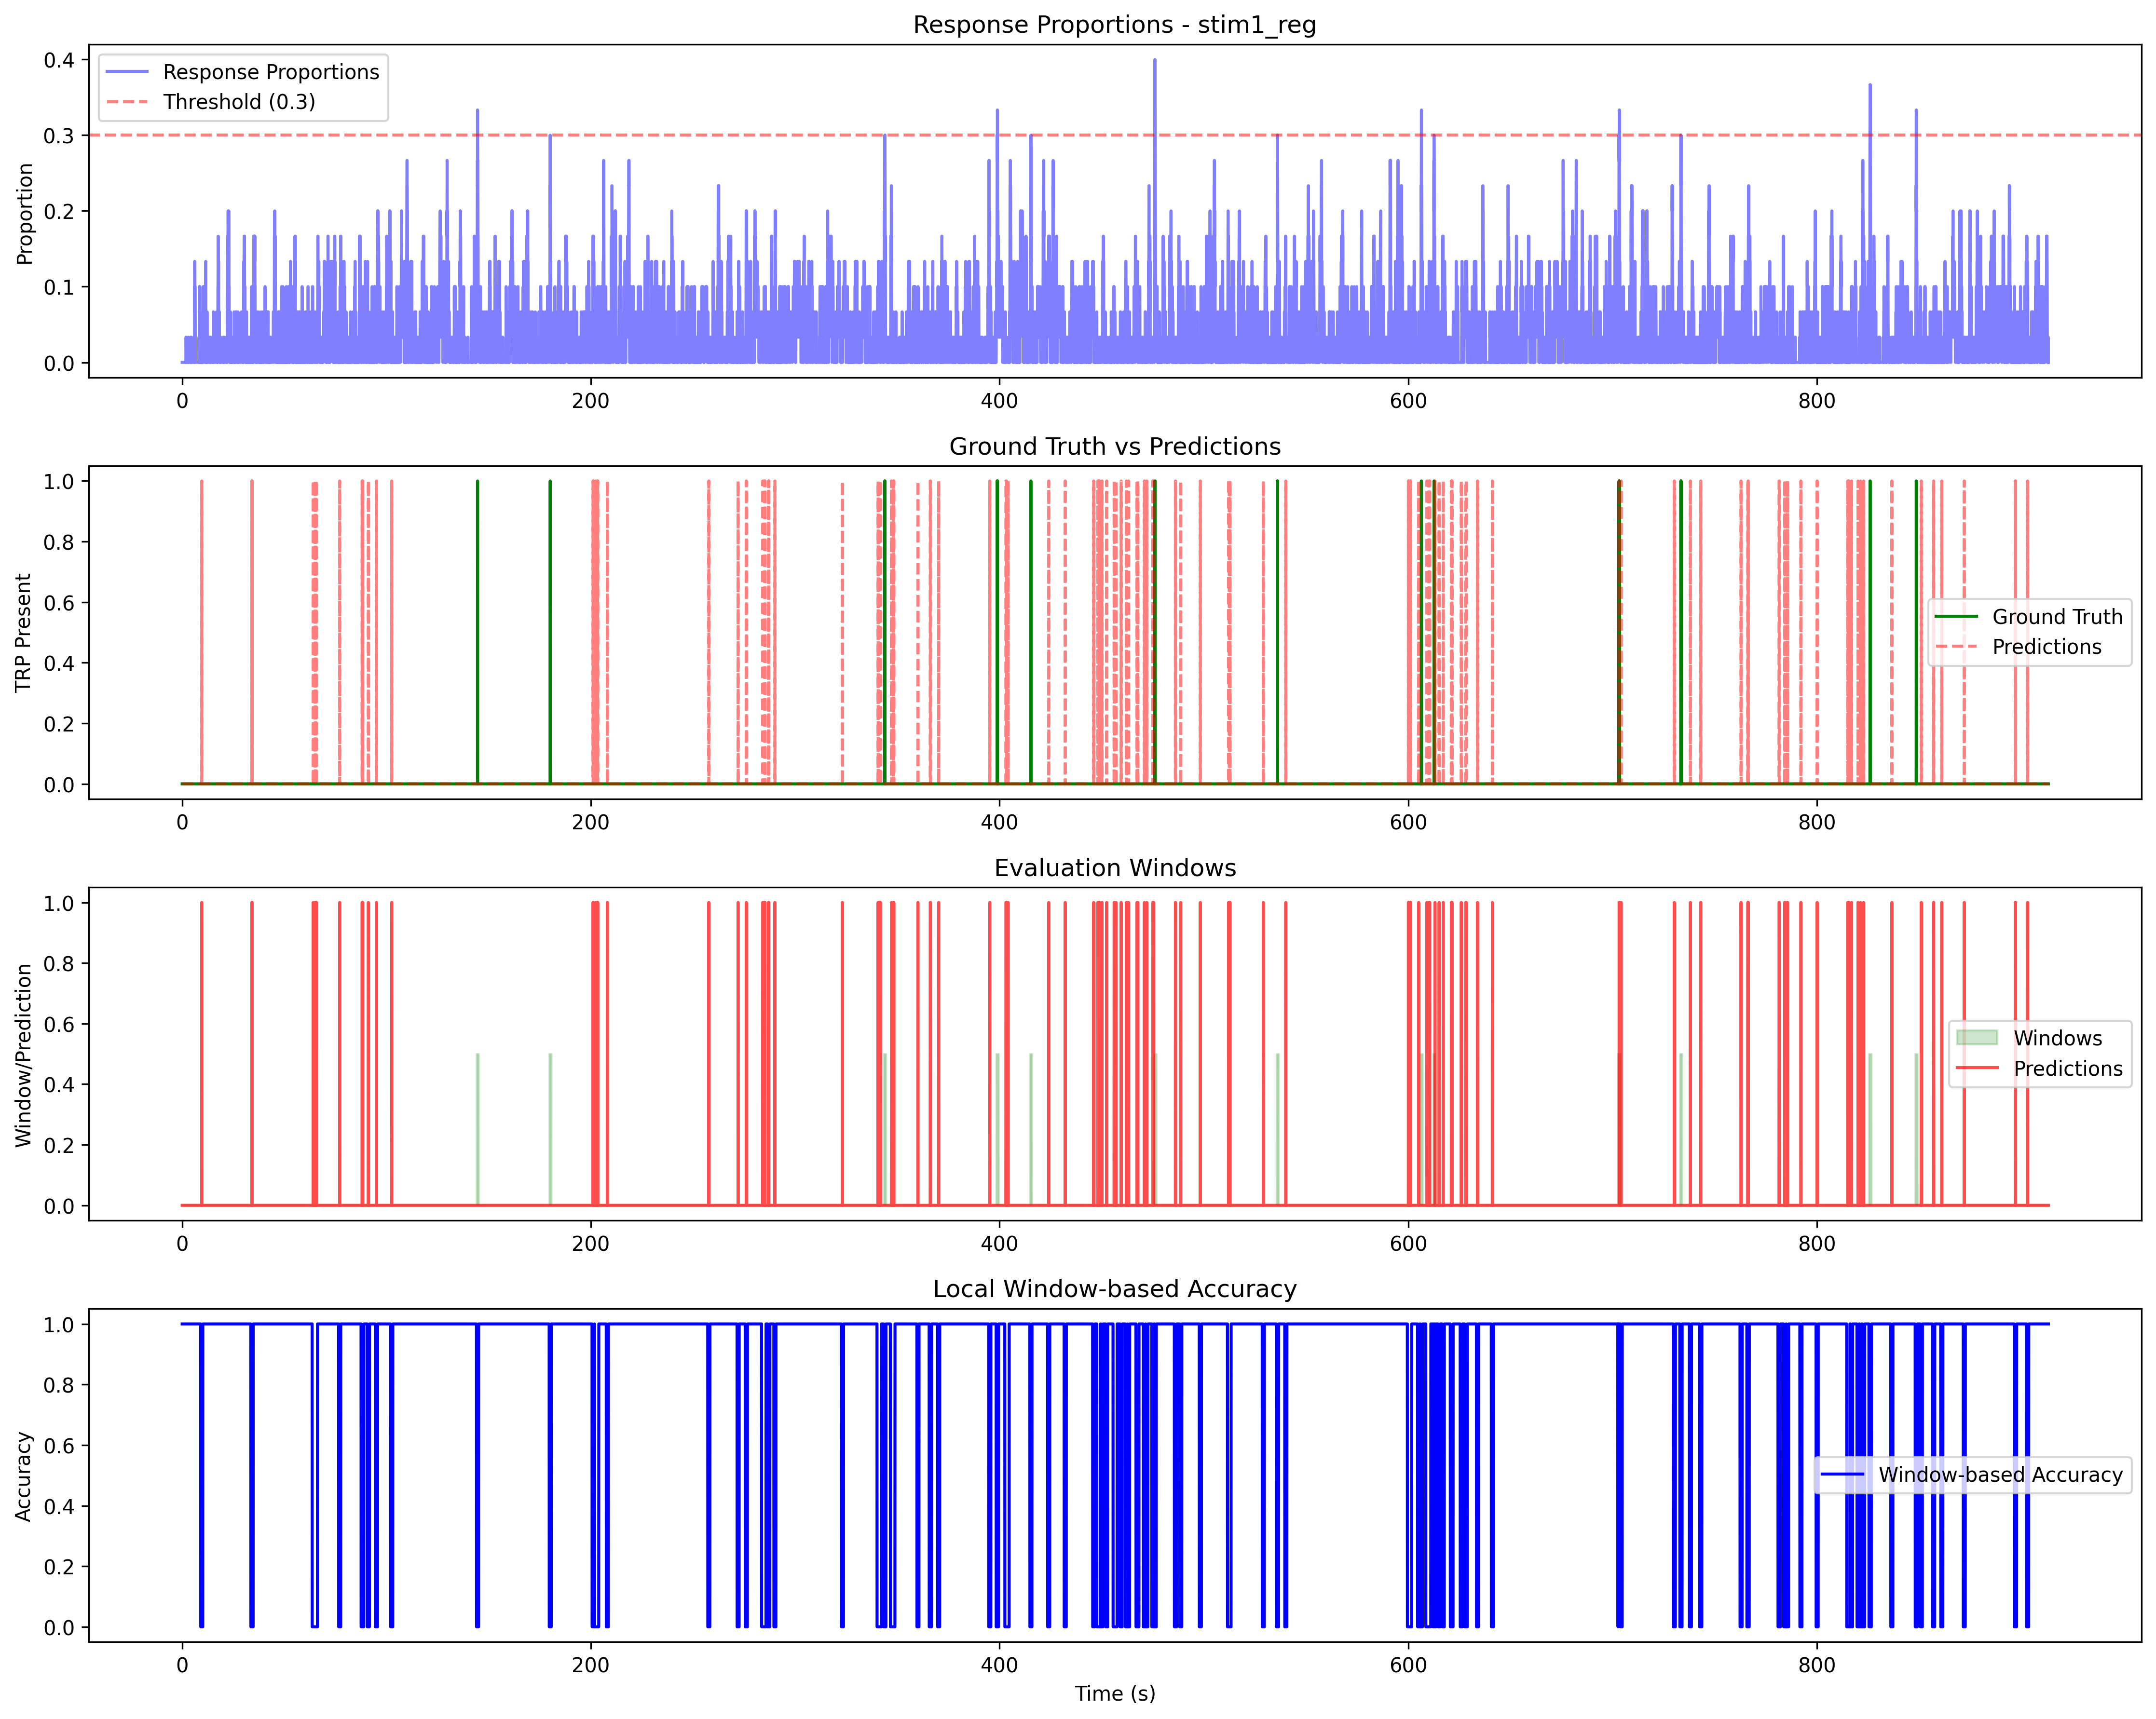 Response Proportions - stim1_reg
Response Proportions
Threshold (0.3)
Proportion
0.4
0.3
0.2
0.1
0.0
0 200 400 600 800
Ground Truth vs Predictions
Ground Truth
Predictions
TRP Present
1.0
0.8
0.6
0.4
0.2
0.0
0 200 400 600 800
Evaluation Windows
Windows
Predictions
Window/Prediction
1.0
0.8
0.6
0.4
0.2
0.0
0 200 400 600 800
Local Window-based Accuracy
Window-based Accuracy
Accuracy
1.0
0.8
0.6
0.4
0.2
0.0
0 200 400 600 800
Time (s)